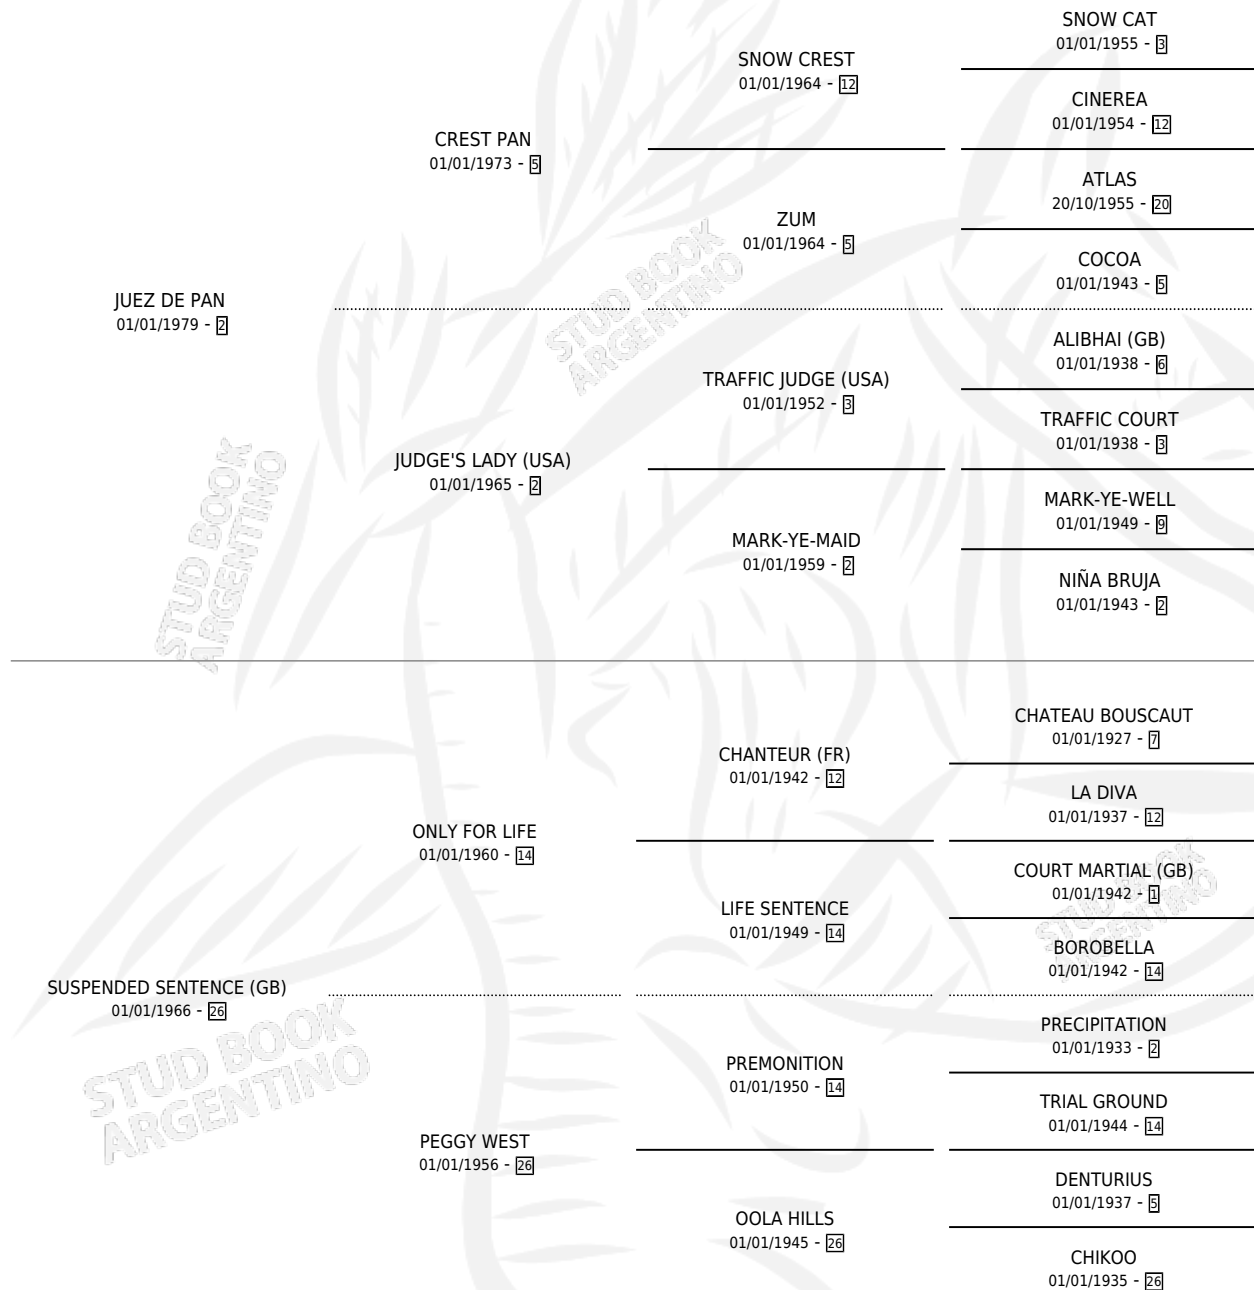 SNOW CAT
01/01/1955 - 3
SNOW CREST
01/01/1964 - 12
CINEREA
01/01/1954 - 12
CREST PAN
01/01/1973 - 5
ATLAS
20/10/1955 - 20
ZUM
01/01/1964 - 5
COCOA
01/01/1943 - 5
JUEZ DE PAN
01/01/1979 - 2
ALIBHAI (GB)
01/01/1938 - 6
TRAFFIC JUDGE (USA)
01/01/1952 - 3
TRAFFIC COURT
01/01/1938 - 3
JUDGE'S LADY (USA)
01/01/1965 - 2
MARK-YE-WELL
01/01/1949 - 9
MARK-YE-MAID
01/01/1959 - 2
NIÑA BRUJA
01/01/1943 - 2
CHATEAU BOUSCAUT
01/01/1927 - 7
CHANTEUR (FR)
01/01/1942 - 12
LA DIVA
01/01/1937 - 12
ONLY FOR LIFE
01/01/1960 - 14
COURT MARTIAL (GB)
01/01/1942 - 1
LIFE SENTENCE
01/01/1949 - 14
BOROBELLA
01/01/1942 - 14
SUSPENDED SENTENCE (GB)
01/01/1966 - 26
PRECIPITATION
01/01/1933 - 2
PREMONITION
01/01/1950 - 14
TRIAL GROUND
01/01/1944 - 14
PEGGY WEST
01/01/1956 - 26
DENTURIUS
01/01/1937 - 5
OOLA HILLS
01/01/1945 - 26
CHIKOO
01/01/1935 - 26
STUD BOOK
ARGENTINO
STUD BOOK
ARGENTINO
STUD BOOK
ARGENTINO
STUD BOOK
ARGENTINO